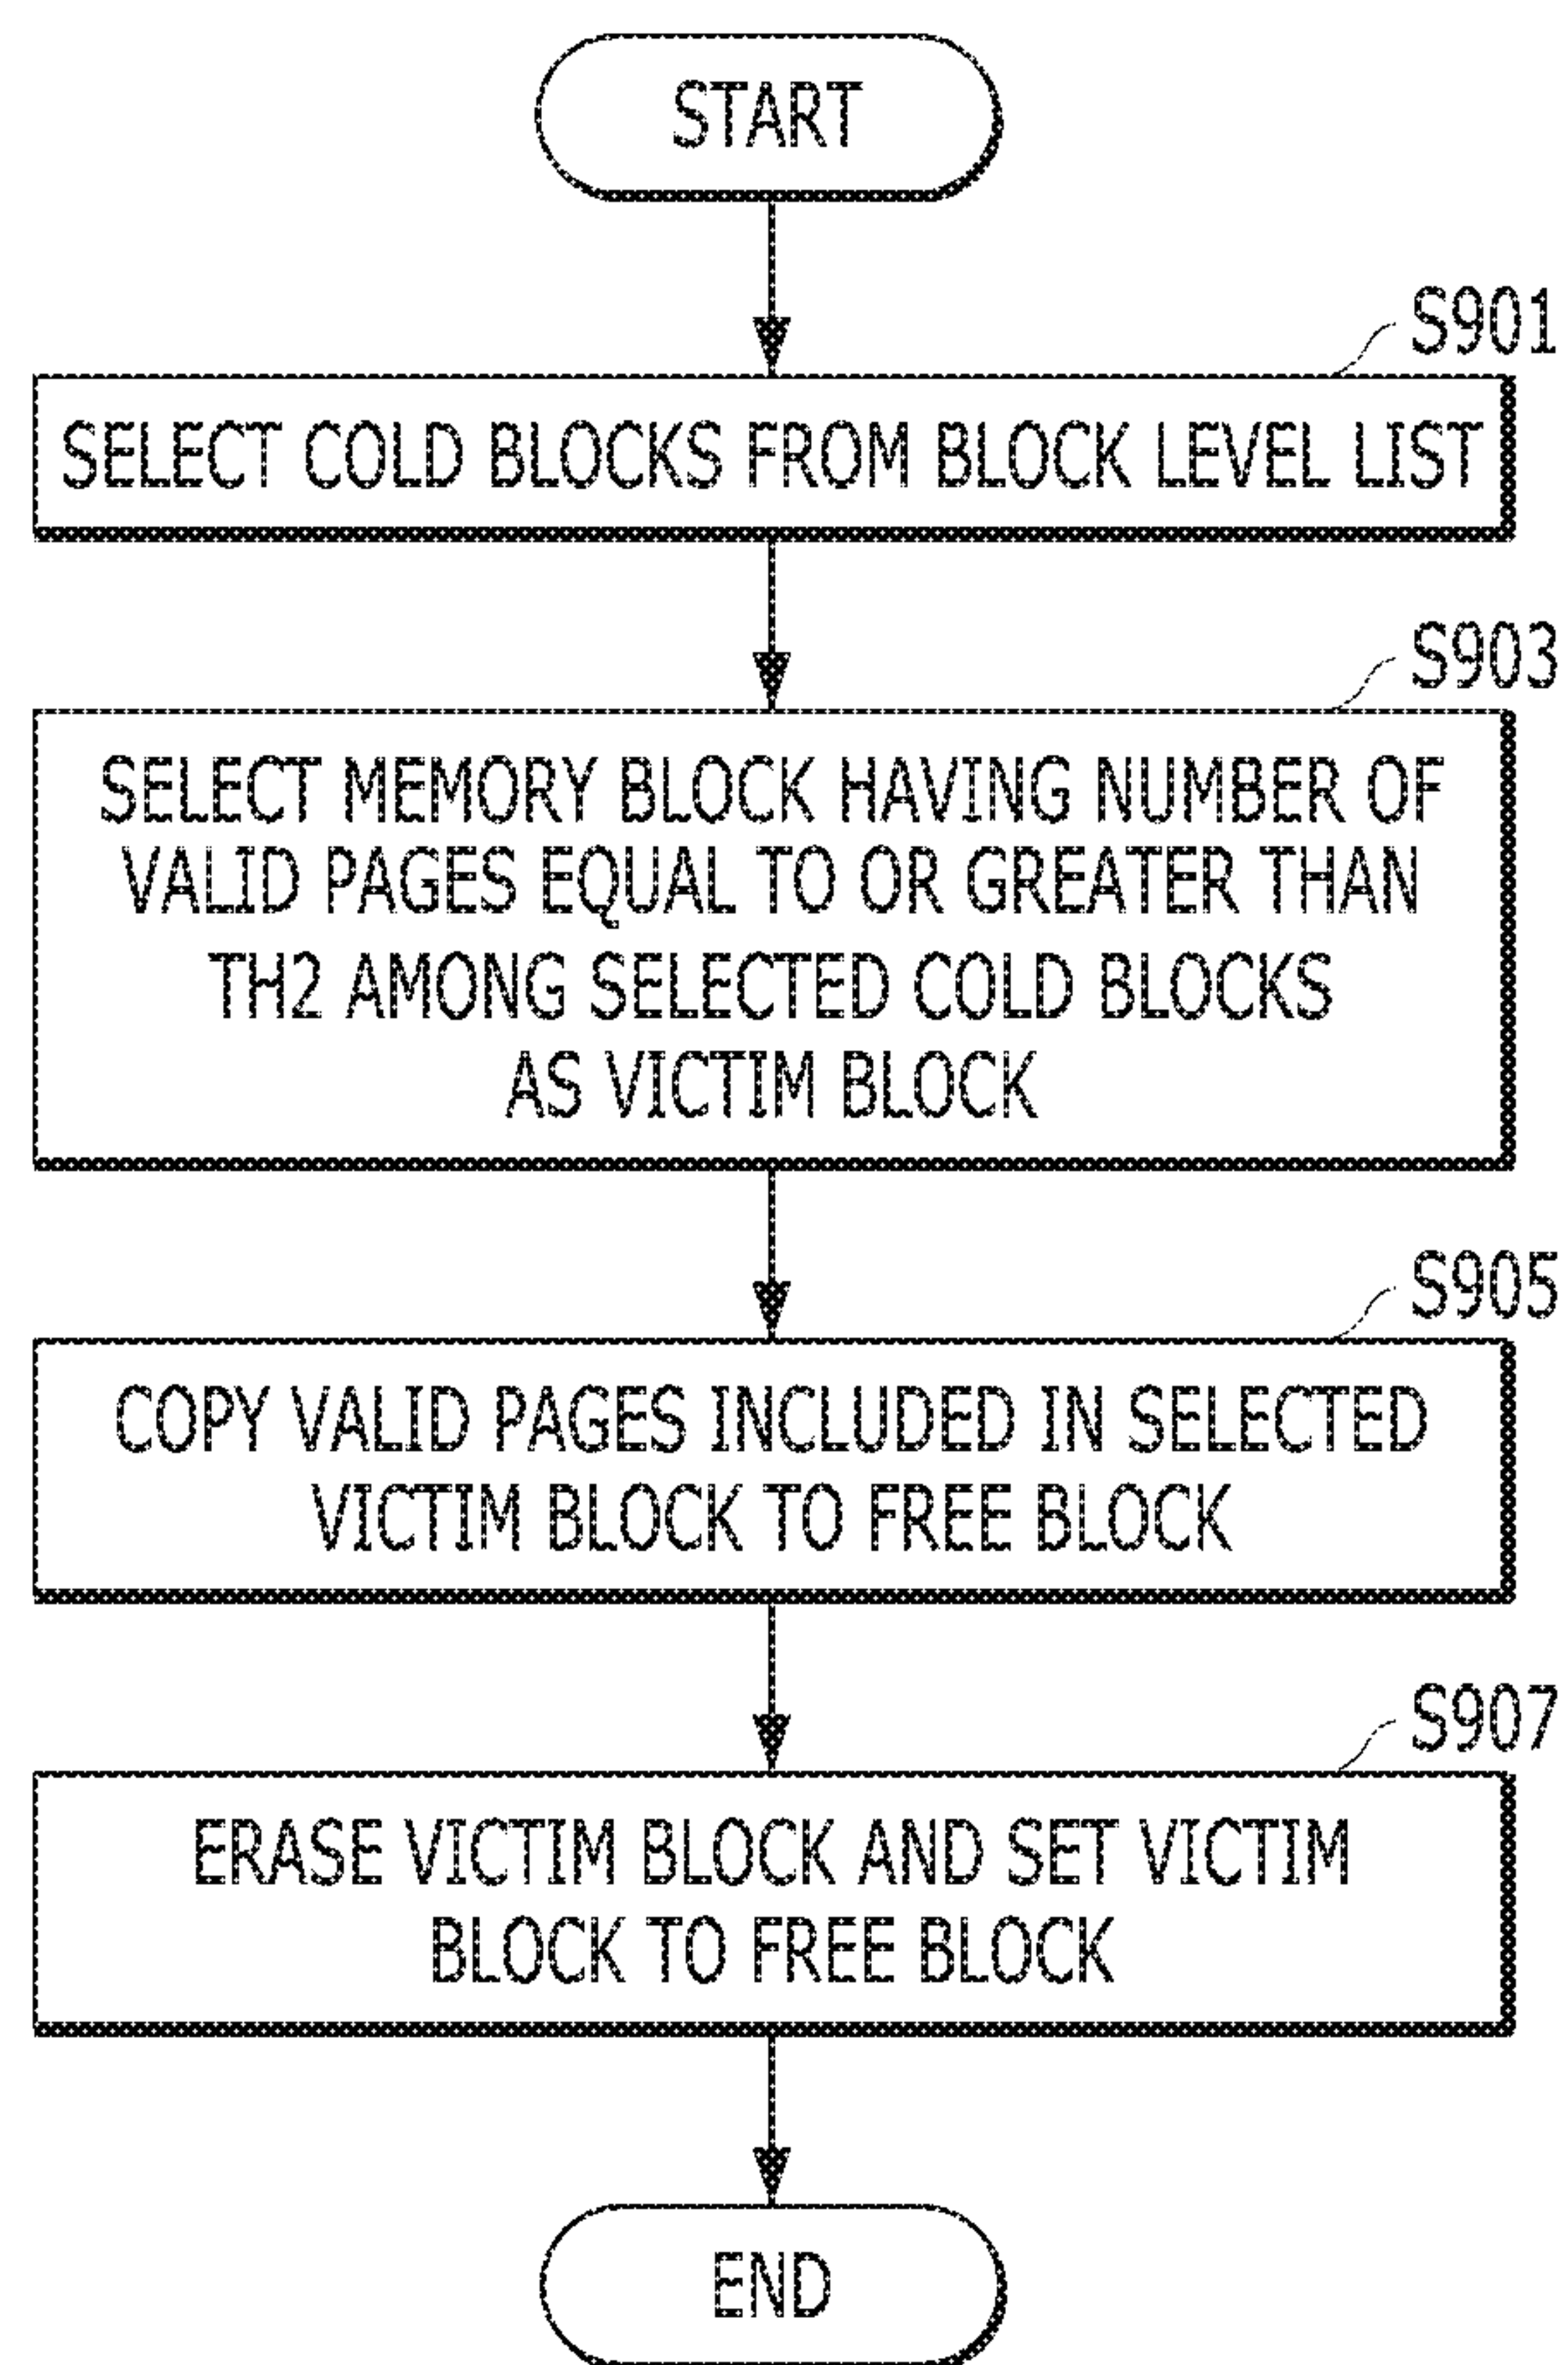 START
S901
SELECT COLD BLOCKS FROM BLOCK LEVEL LIST
S903
SELECT MEMORY BLOCK HAVING NUMBER OF
VALID PAGES EQUAL TO OR GREATER THAN
TH2 AMONG SELECTED COLD BLOCKS
AS VICTIM BLOCK
S905
COPY VALID PAGES INCLUDED IN SELECTED
VICTIM BLOCK TO FREE BLOCK
S907
ERASE VICTIM BLOCK AND SET VICTIM
BLOCK TO FREE BLOCK
END